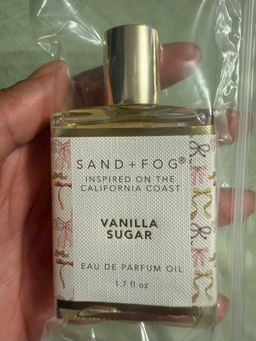 SAND + FOG®
INSPIRED ON THE
CALIFORNIA COAST
VANILLA
SUGAR
EAU DE PARFUM OIL
1.7 fl oz